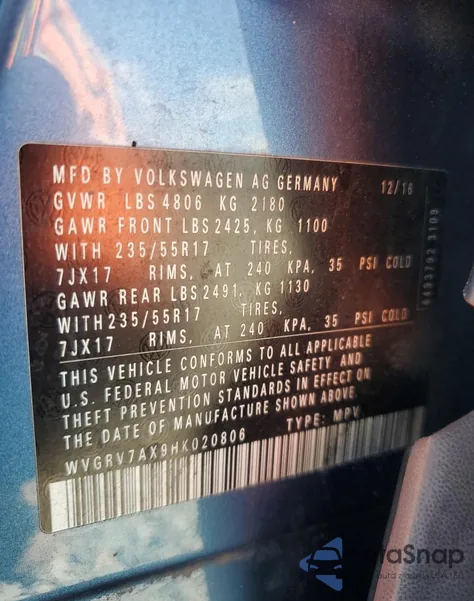 MFD BY VOLKSWAGEN AG GERMANY 12/16
GVWR LBS 4806 KG 2180
GAWR FRONT LBS 2425, KG 1100
WITH 235/55R17 TIRES,
7JX17 RIMS, AT 240 KPA, 35 PSI COLD
GAWR REAR LBS 2491, KG 1130
WITH 235/55R17 TIRES,
7JX17 RIMS, AT 240 KPA, 35 PSI COLD
THIS VEHICLE CONFORMS TO ALL APPLICABLE
U.S. FEDERAL MOTOR VEHICLE SAFETY AND
THEFT PREVENTION STANDARDS IN EFFECT ON
THE DATE OF MANUFACTURE SHOWN ABOVE.
WVGRV7AX9HK020806 TYPE: MPV